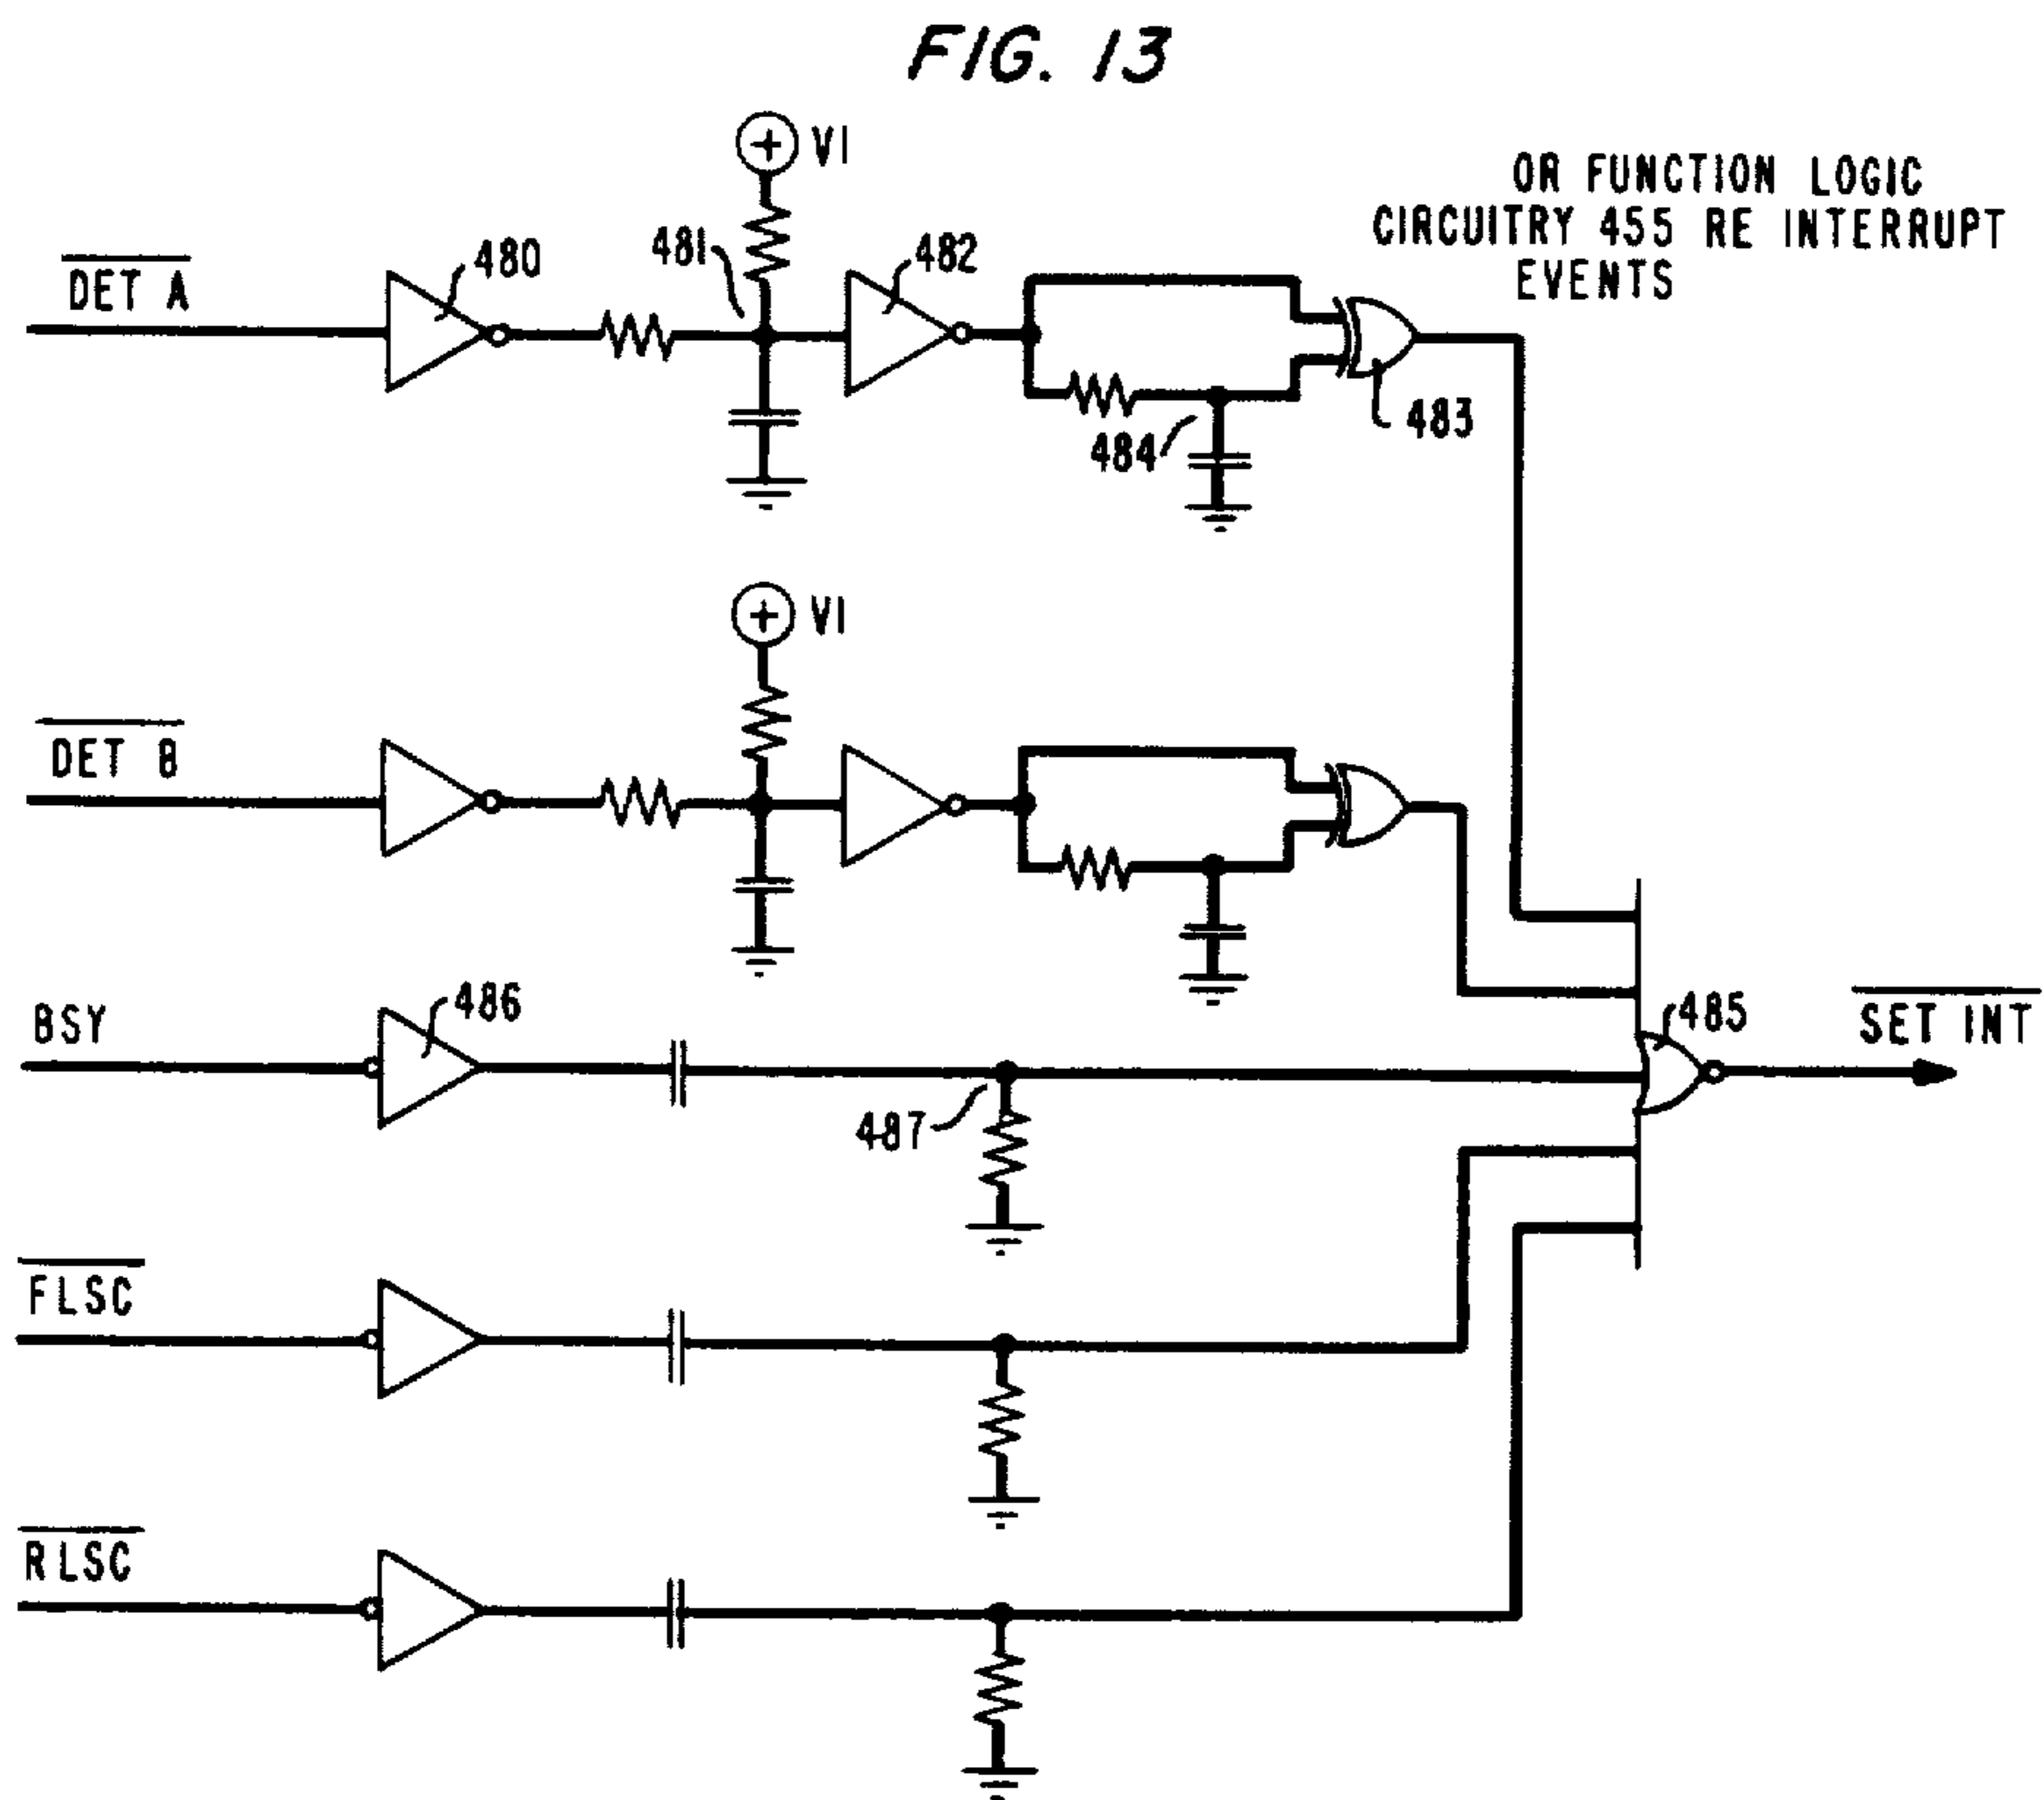 FIG. 13
VI
OR FUNCTION LOGIC
CIRCUITRY 455 RE INTERRUPT
EVENTS
DET A
480
481
482
483
484
VI
DET B
BSY
486
487
485
SET INT
FLSC
RLSC